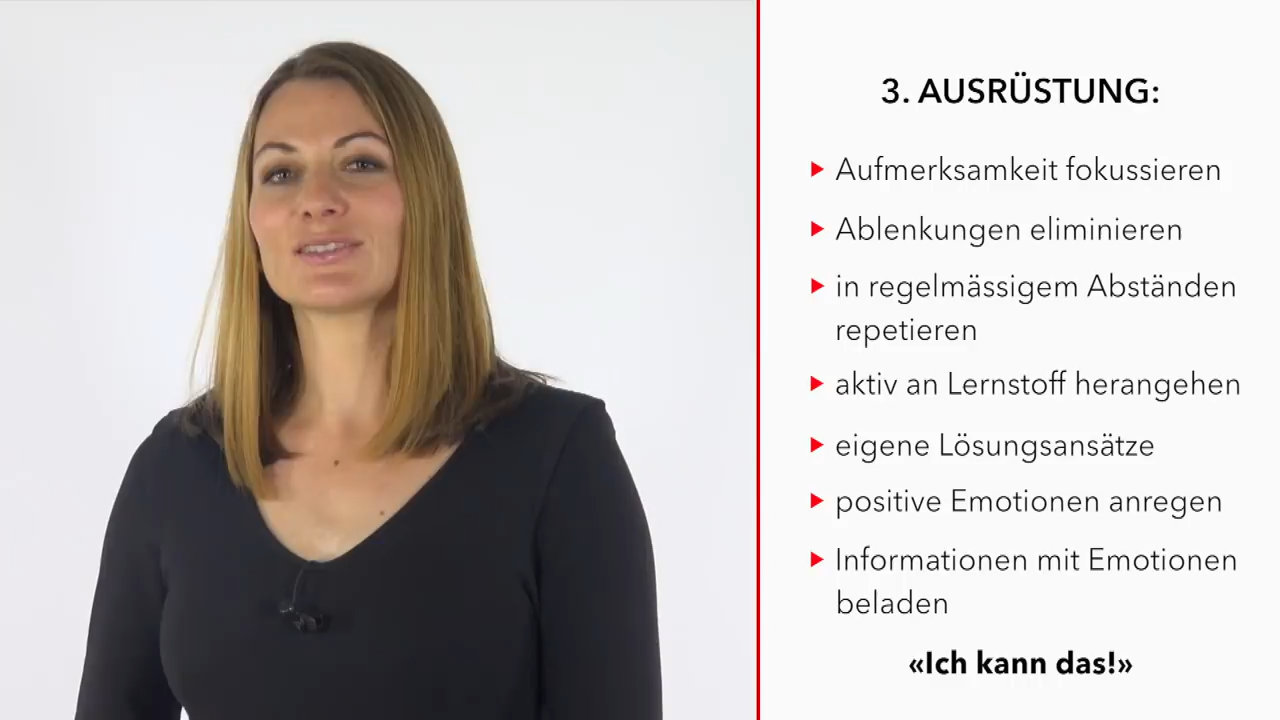 3. AUSRÜSTUNG:
Aufmerksamkeit fokussieren
Ablenkungen eliminieren
in regelmässigem Abständen
repetieren
aktiv an Lernstoff herangehen
eigene Lösungsansätze
positive Emotionen anregen
Informationen mit Emotionen
beladen
«Ich kann das!»